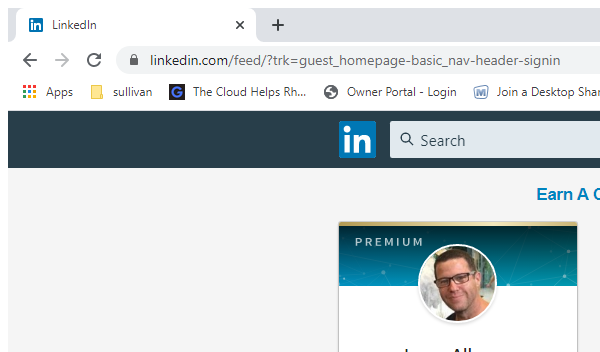 LinkedIn
linkedin.com/feed/?trk=guest_homepage-basic_nav-header-signin
Apps sullivan The Cloud Helps Rh... Owner Portal - Login Join a Desktop Shar
in Search
Earn A
PREMIUM